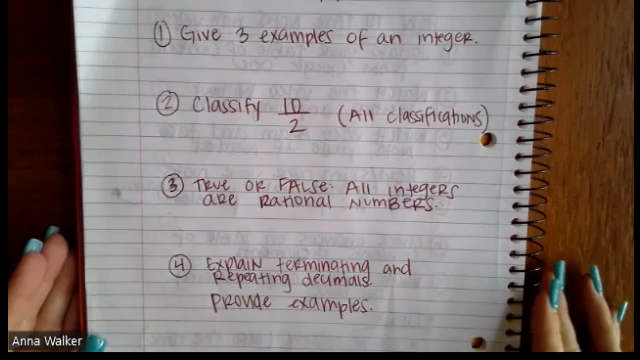 ① Give 3 examples of an integer.
② Classify 10/2 (All classifications)
③ TRUE OR FALSE: All integers
are Rational NUMBERS.
④ EXPLAIN terminating and
Repeating decimals.
Provide examples.
Anna Walker